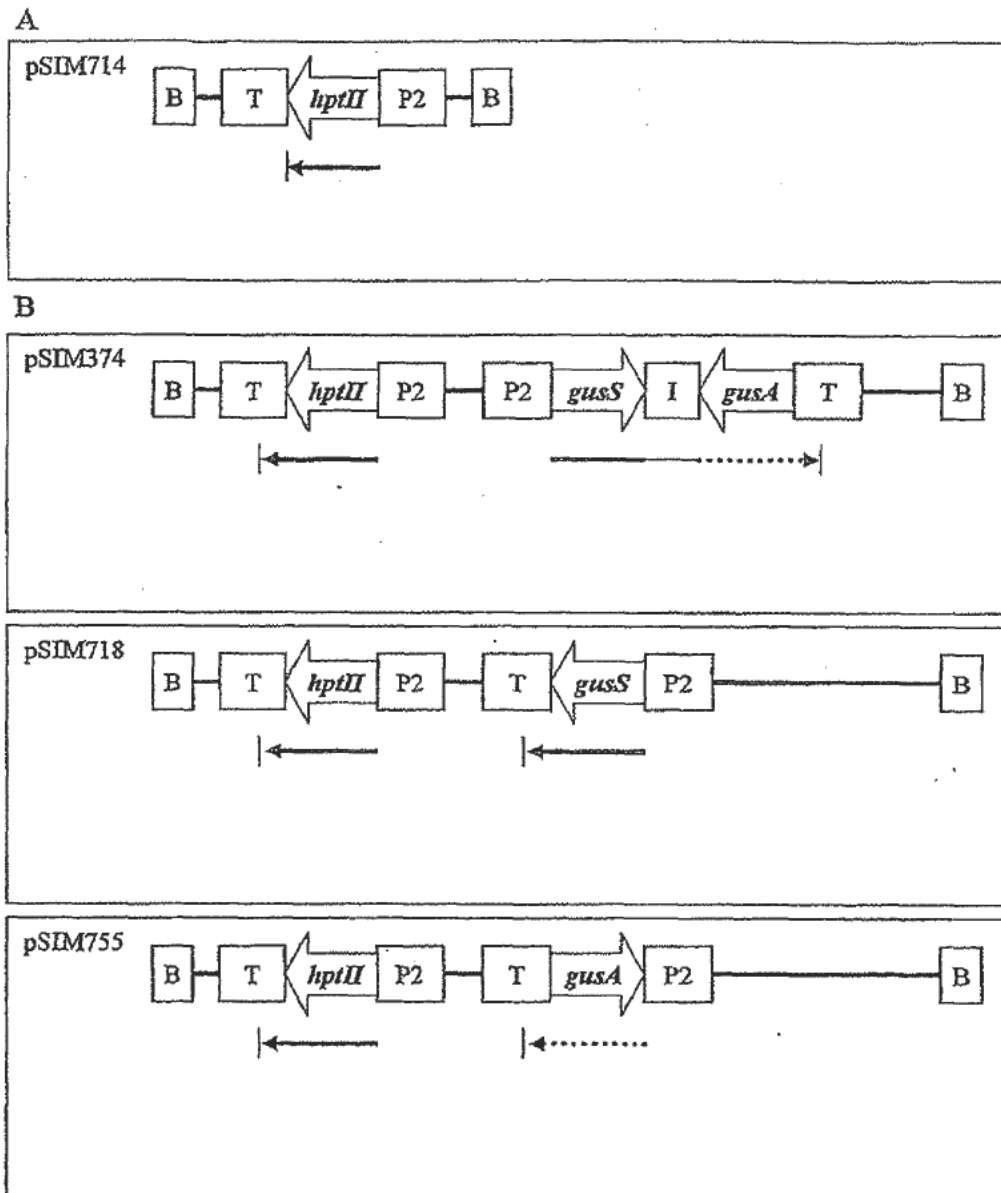 A
pSIM714
B T hptII P2 B
B
pSIM374
B T hptII P2 P2 gusS I gusA T B
pSIM718
B T hptII P2 T gusS P2 B
pSIM755
B T hptII P2 T gusA P2 B